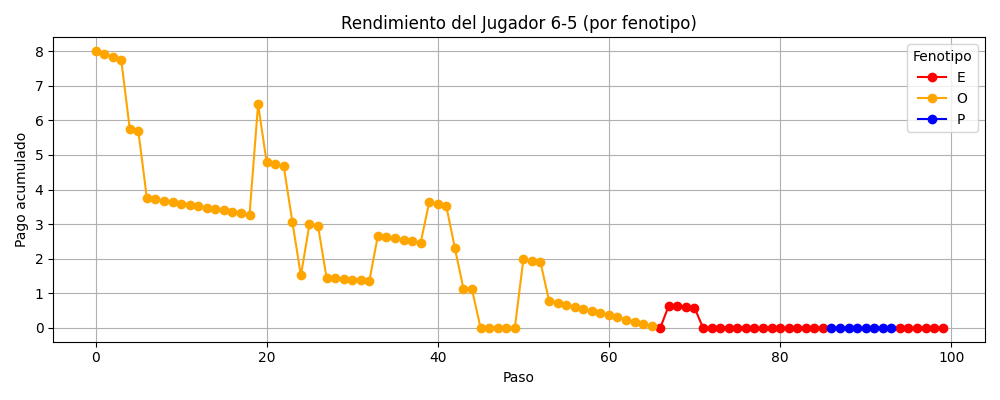 Rendimiento del Jugador 6-5 (por fenotipo)
Pago acumulado
8
7
6
5
4
3
2
1
0
0 20 40 60 80 100
Paso
Fenotipo
E
O
P